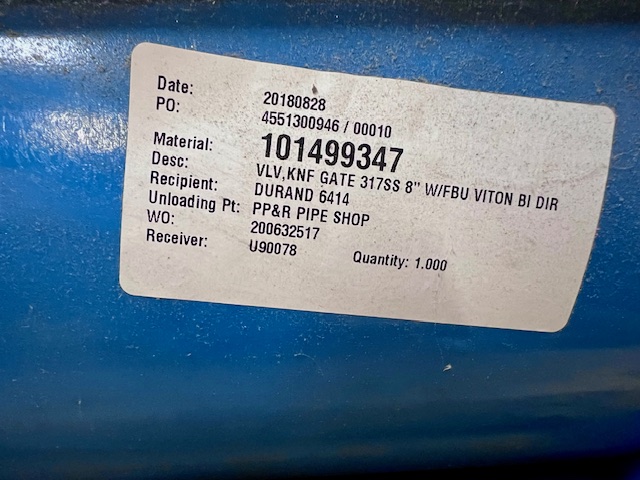 Date: 20180828
PO: 4551300946 / 00010
Material: 101499347
Desc: VLV,KNF GATE 317SS 8" W/FBU VITON BI DIR
Recipient: DURAND 6414
Unloading Pt: PP&R PIPE SHOP
WO: 200632517
Receiver: U90078 Quantity: 1.000